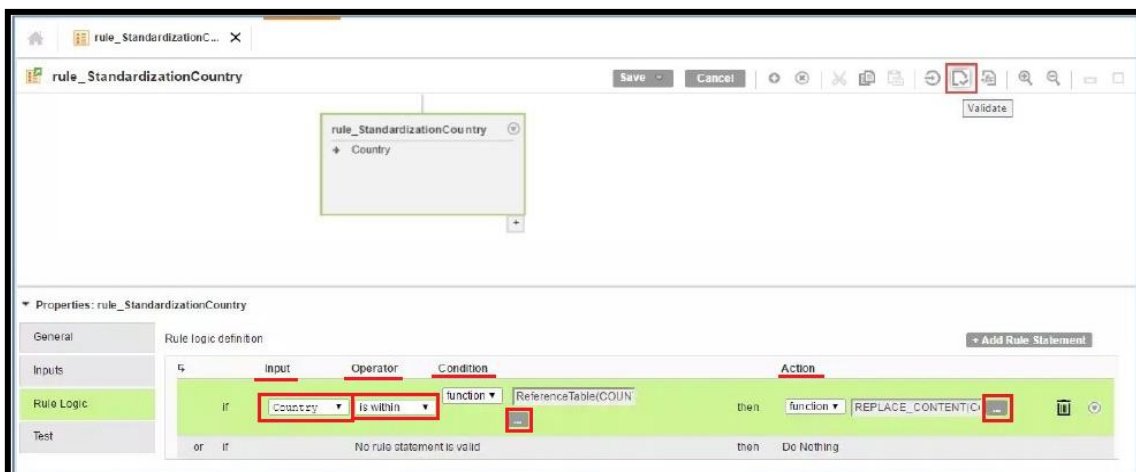 rule_StandardizationC... X
rule_StandardizationCountry
Save
Cancel
Validate
rule_StandardizationCountry
Country
Properties: rule_StandardizationCountry
General
Rule logic definition
+ Add Rule Statement
Inputs
Input Operator Condition Action
Rule Logic
if Country is within function ReferenceTable(COUN ... then function REPLACE_CONTENT(C ...
Test
or if No rule statement is valid then Do Nothing